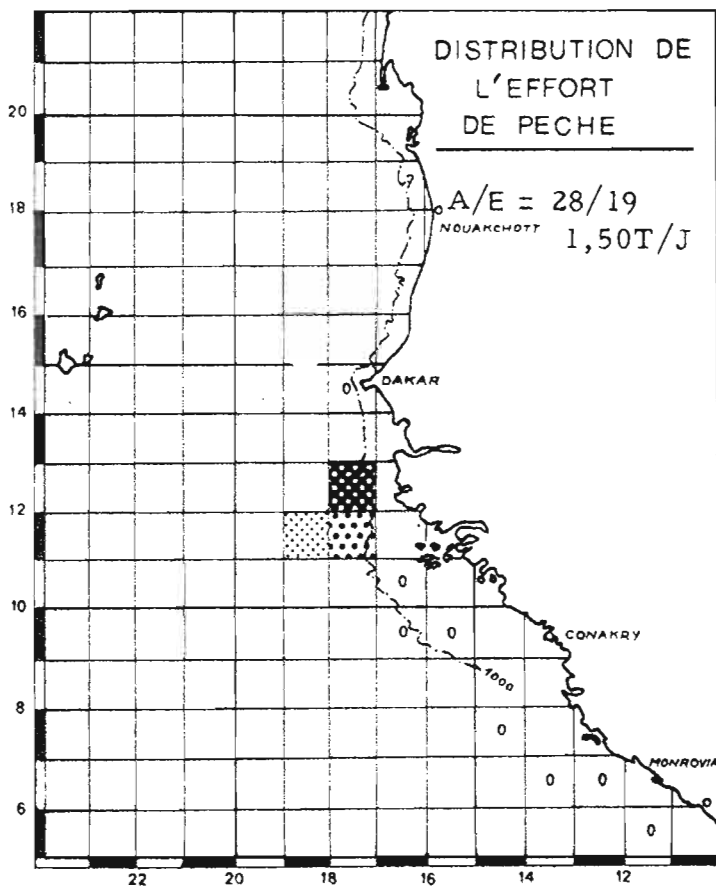 DISTRIBUTION DE
L'EFFORT
DE PECHE
20
A/E = 28/19
18
NOUAKCHOTT
1,50T/J
16
0
DAKAR
14
12
0
10
0
0
CONAKRY
1000
8
0
MONROVIA
0
0
6
0
22
20
18
16
14
12